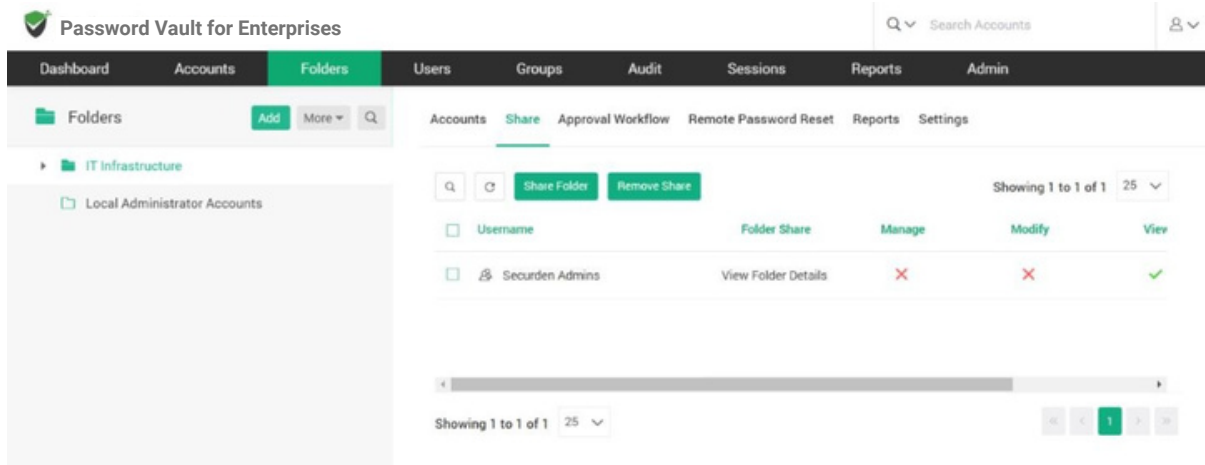 Password Vault for Enterprises
Search Accounts
Dashboard Accounts Folders Users Groups Audit Sessions Reports Admin
Folders Add More
Accounts Share Approval Workflow Remote Password Reset Reports Settings
IT Infrastructure
Local Administrator Accounts
Share Folder Remove Share Showing 1 to 1 of 1 25
Username Folder Share Manage Modify View
Securden Admins View Folder Details
Showing 1 to 1 of 1 25
« < 1 > »